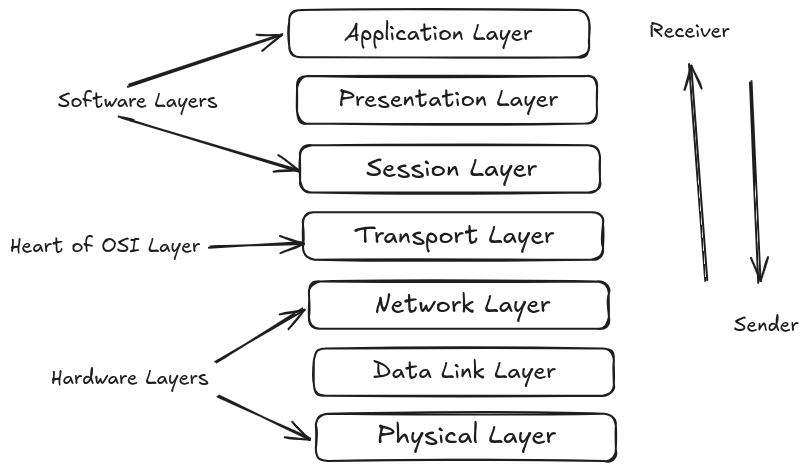 Application Layer
Receiver
Software Layers
Presentation Layer
Session Layer
Heart of OSI Layer
Transport Layer
Network Layer
Sender
Hardware Layers
Data Link Layer
Physical Layer